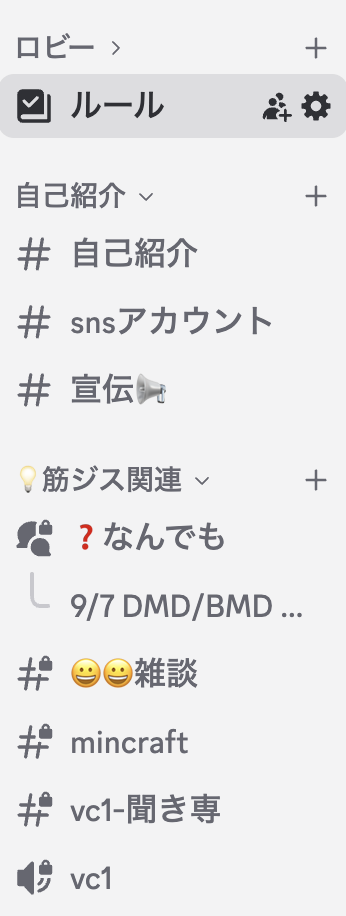 ロビー
ルール
自己紹介
自己紹介
snsアカウント
宣伝📢
💡筋ジス関連
❓なんでも
9/7 DMD/BMD ...
😀😀雑談
mincraft
vc1-聞き専
vc1